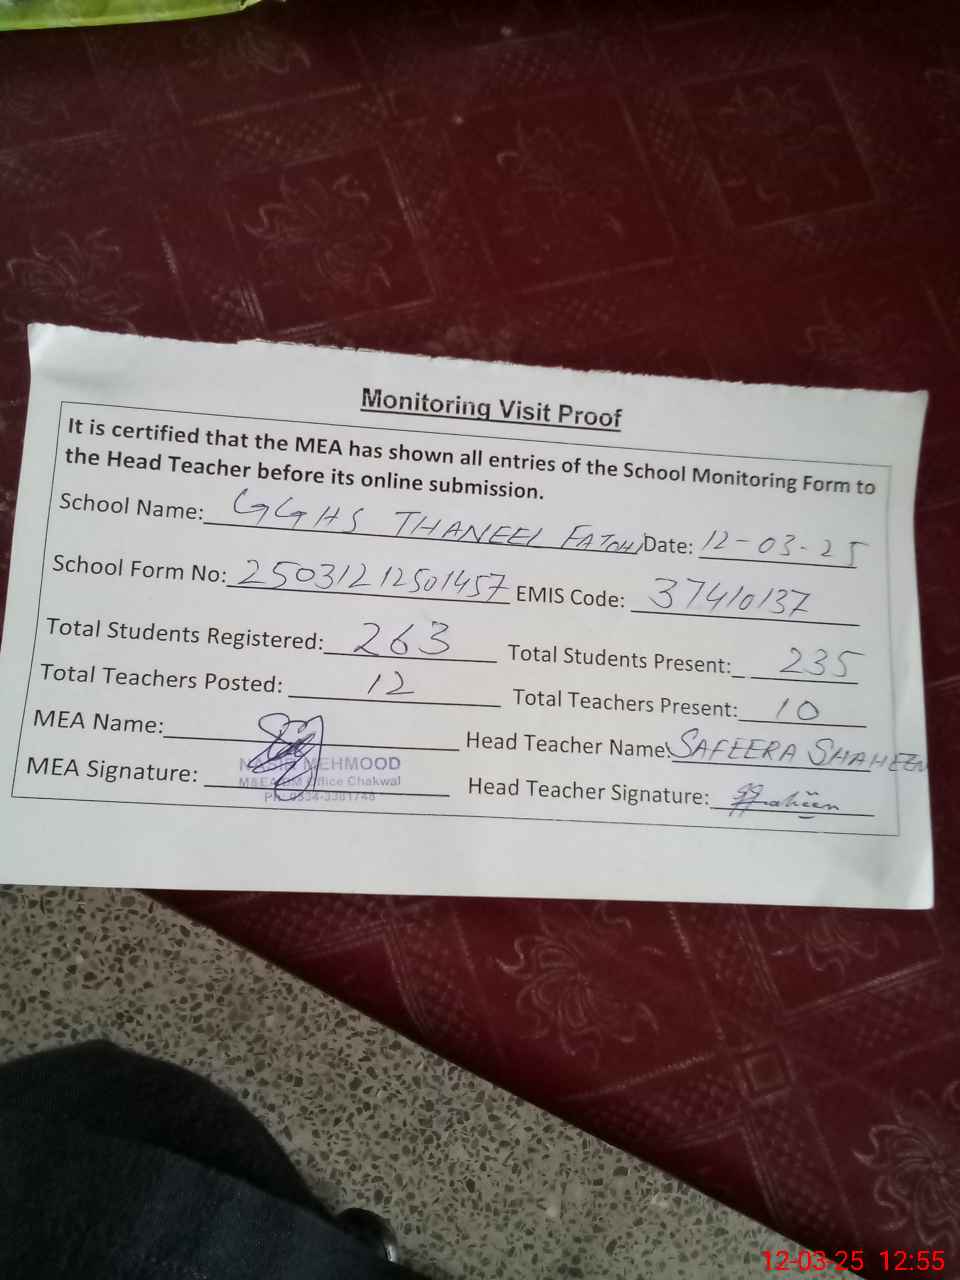 Monitoring Visit Proof
It is certified that the MEA has shown all entries of the School Monitoring Form to
the Head Teacher before its online submission.
School Name: GGHS THANEEL FATOHI Date: 12-03-25
School Form No: 25031212501457 EMIS Code: 37410137
Total Students Registered: 263 Total Students Present: 235
Total Teachers Posted: 12 Total Teachers Present: 10
MEA Name: Head Teacher Name: SAFEERA SHAHEEN
MEHMOOD
MEA Signature: Office Chakwal Head Teacher Signature: Shaheen
12-03-25 12:55